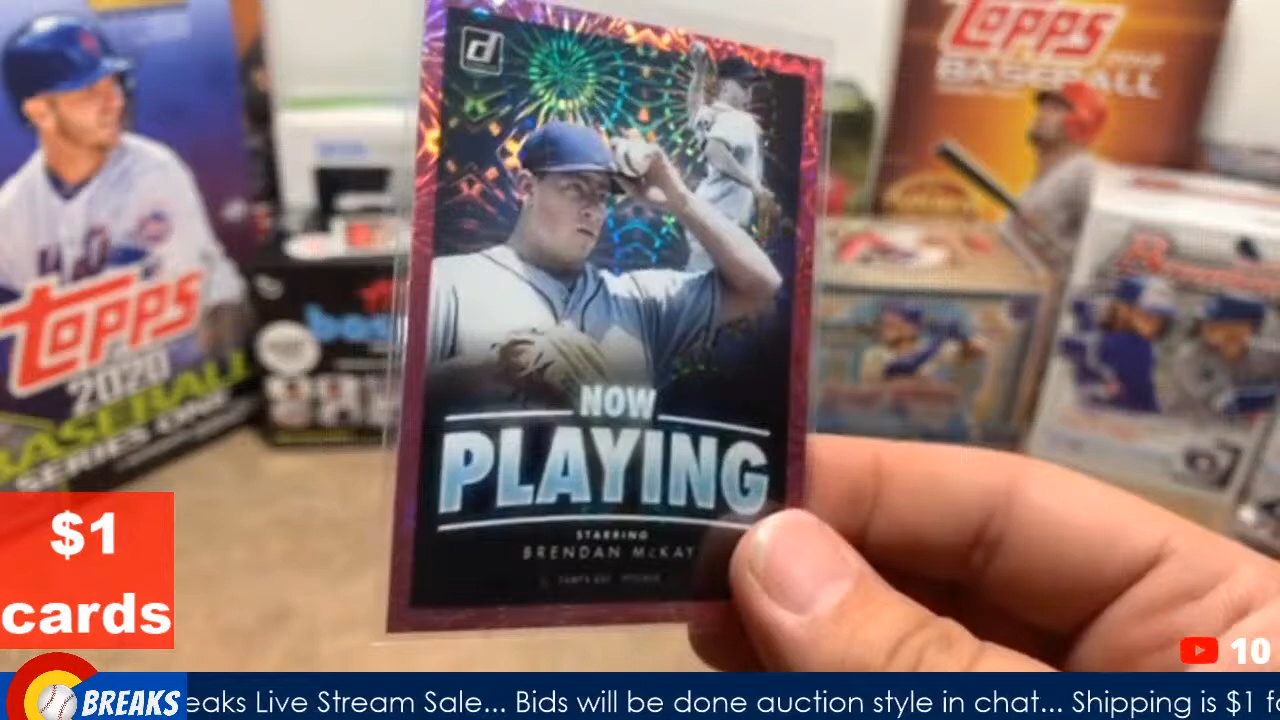 d
TOPPS
BASEBALL
TOPPS
2020
BASEBALL
SERIES ONE
NOW
PLAYING
STARRING
BRENDAN McKAY
$1
cards
10
BREAKS
eaks Live Stream Sale... Bids will be done auction style in chat... Shipping is $1 f